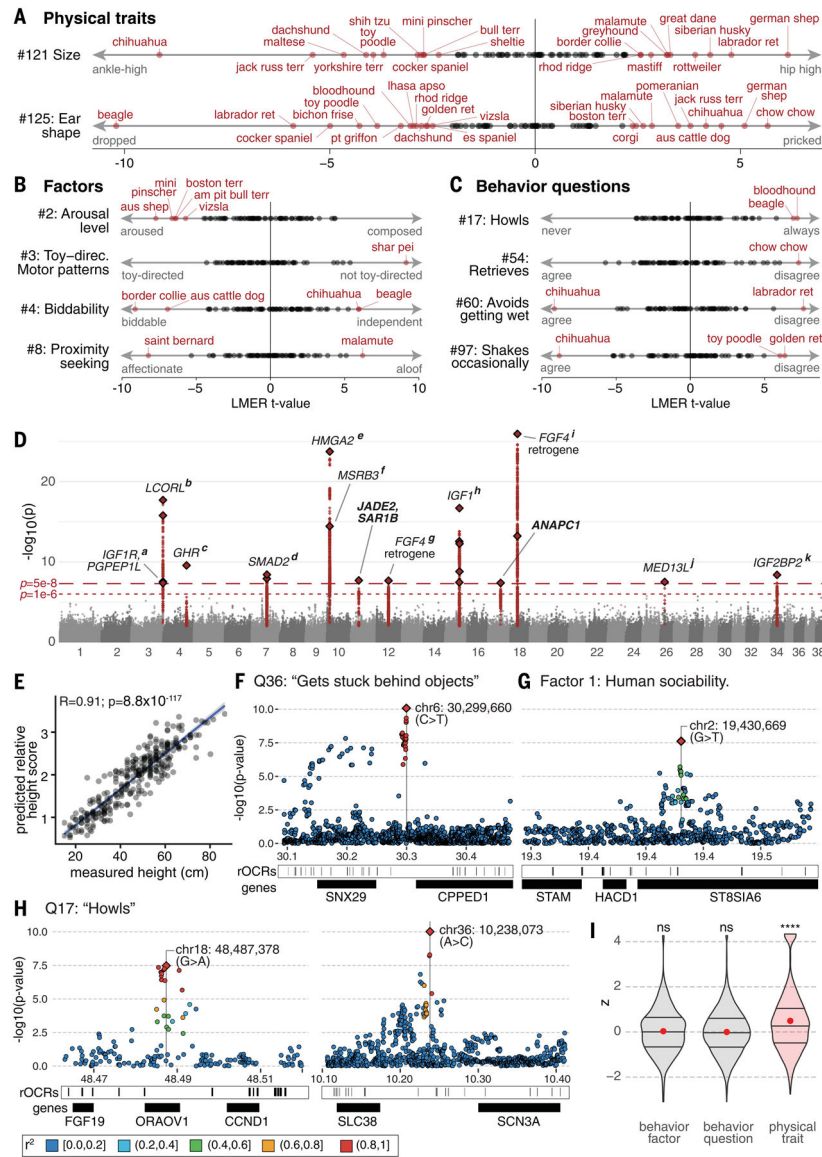 A Physical traits
shih tzu mini pinscher malamute great dane
dachshund toy bull terr greyhound siberian husky german shep
chihuahua maltese poodle sheltie border collie labrador ret
#121 Size
ankle-high jack russ terr yorkshire terr cocker spaniel rhod ridge mastiff rottweiler hip high
lhasa apso pomeranian
bloodhound rhod ridge malamute jack russ terr german
toy poodle golden ret siberian husky chihuahua shep
beagle labrador ret bichon frise vizsla boston terr chow chow
#125: Ear
shape
dropped cocker spaniel pt griffon dachshund es spaniel corgi aus cattle dog pricked
-10 -5 0 5
B Factors
mini boston terr
pinscher am pit bull terr
aus shep vizsla
#2: Arousal
level
aroused composed
shar pei
#3: Toy-direc.
Motor patterns
toy-directed not toy-directed
border collie aus cattle dog chihuahua beagle
#4: Biddability
biddable independent
saint bernard malamute
#8: Proximity
seeking
affectionate aloof
-10 -5 0 5 10
LMER t-value
C Behavior questions
bloodhound
beagle
#17: Howls
never always
chow chow
#54:
Retrieves
agree disagree
chihuahua labrador ret
#60: Avoids
getting wet
agree disagree
chihuahua toy poodle golden ret
#97: Shakes
occasionally
agree disagree
-10 -5 0 5
LMER t-value
D
-log10(p)
20
10
0
p=5e-8
p=1e-6
IGF1R, a
PGPEP1L
LCORL b
GHR c
SMAD2 d
HMGA2 e
MSRB3 f
JADE2,
SAR1B
FGF4 g
retrogene
IGF1 h
ANAPC1
FGF4 i
retrogene
MED13L j
IGF2BP2 k
1 2 3 4 5 6 7 8 9 10 12 14 16 18 20 22 24 26 28 30 34 36 38
E
R=0.91; p=8.8x10-117
predicted relative
height score
3
2
1
20 40 60 80
measured height (cm)
F Q36: “Gets stuck behind objects”
chr6: 30,299,660
(C>T)
-log10(p-value)
10.0
7.5
5.0
2.5
0.0
30.1 30.2 30.3 30.4
rOCRs
genes
SNX29 CPPED1
G Factor 1: Human sociability.
chr2: 19,430,669
(G>T)
19.3 19.4 19.4 19.4 19.5
STAM HACD1 ST8SIA6
H Q17: “Howls”
chr18: 48,487,378
(G>A)
chr36: 10,238,073
(A>C)
-log10(p-value)
10.0
7.5
5.0
2.5
0.0
48.47 48.49 48.51 10.10 10.20 10.30 10.40
rOCRs
genes
FGF19 ORAOV1 CCND1 SLC38 SCN3A
r2 [0.0,0.2] (0.2,0.4] (0.4,0.6] (0.6,0.8] (0.8,1]
I
ns ns ****
z
4
2
0
−2
behavior
factor
behavior
question
physical
trait